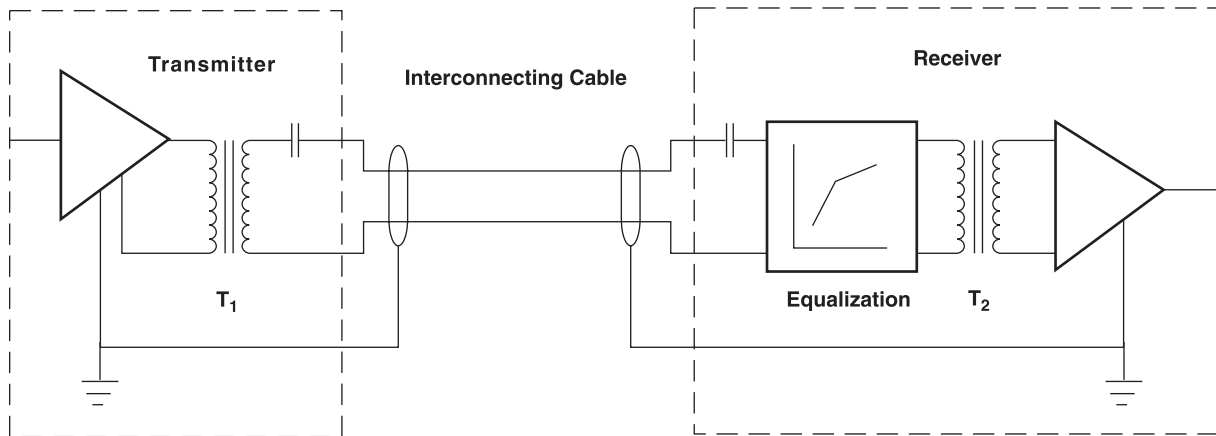 Transmitter
Interconnecting Cable
Receiver
T1
Equalization
T2